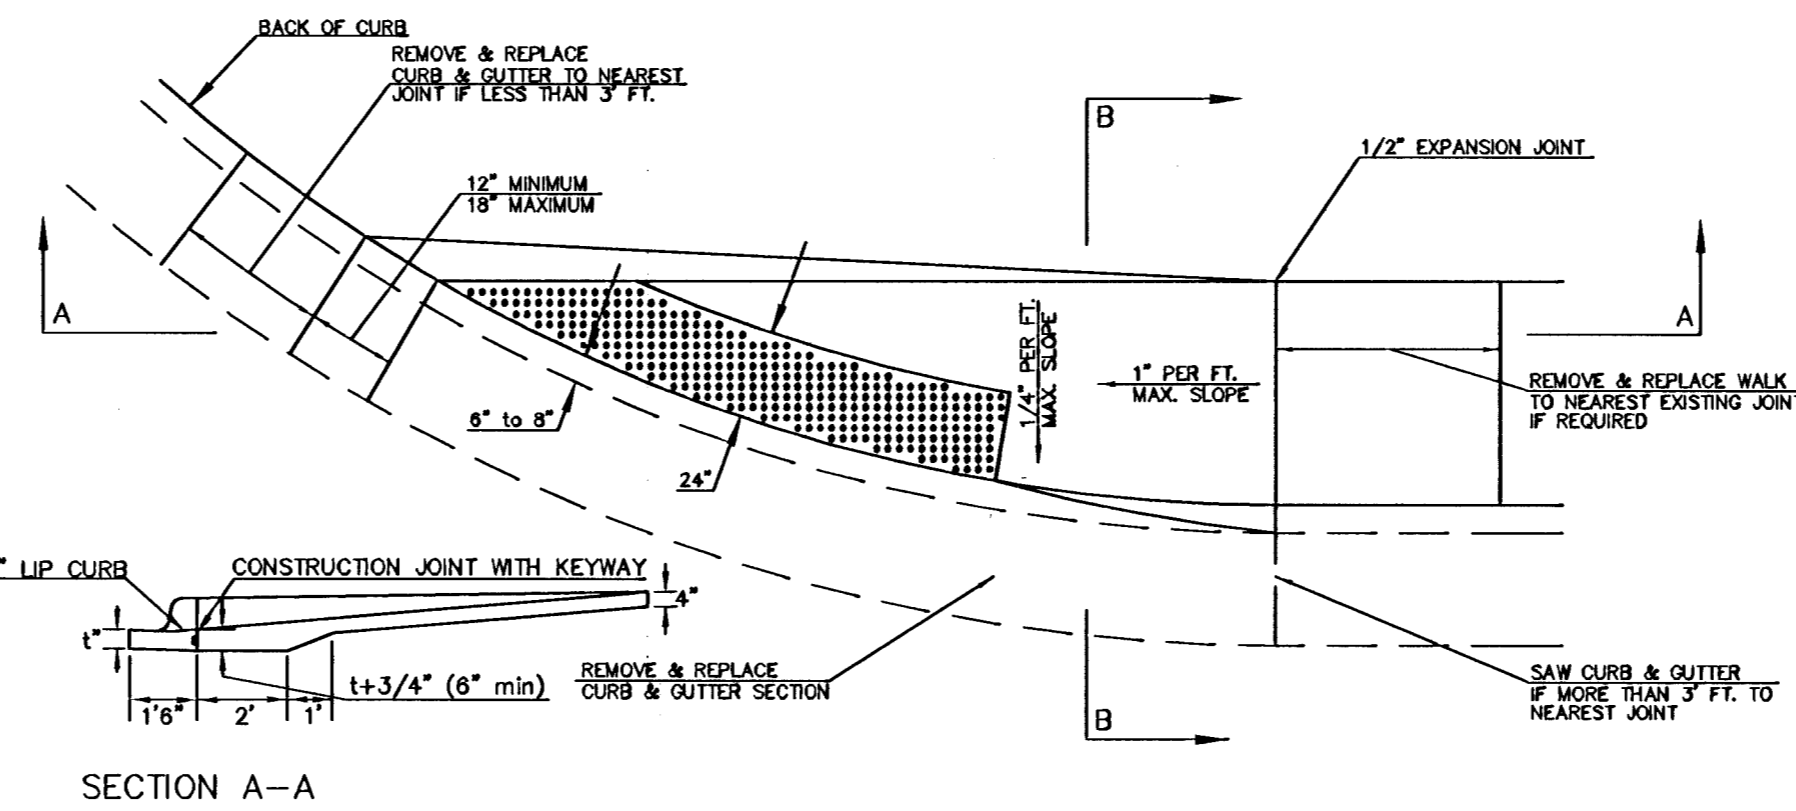 BACK OF CURB
REMOVE & REPLACE
CURB & GUTTER TO NEAREST
JOINT IF LESS THAN 3' FT.
12" MINIMUM
18" MAXIMUM
B
1/2" EXPANSION JOINT
A
A
1/4" PER FT.
MAX. SLOPE
1" PER FT.
MAX. SLOPE
REMOVE & REPLACE WALK
TO NEAREST EXISTING JOINT
IF REQUIRED
6" to 8"
24"
" LIP CURB
CONSTRUCTION JOINT WITH KEYWAY
4"
t"
t+3/4" (6" min)
1'6"
2'
1'
REMOVE & REPLACE
CURB & GUTTER SECTION
B
SAW CURB & GUTTER
IF MORE THAN 3' FT. TO
NEAREST JOINT
SECTION A-A